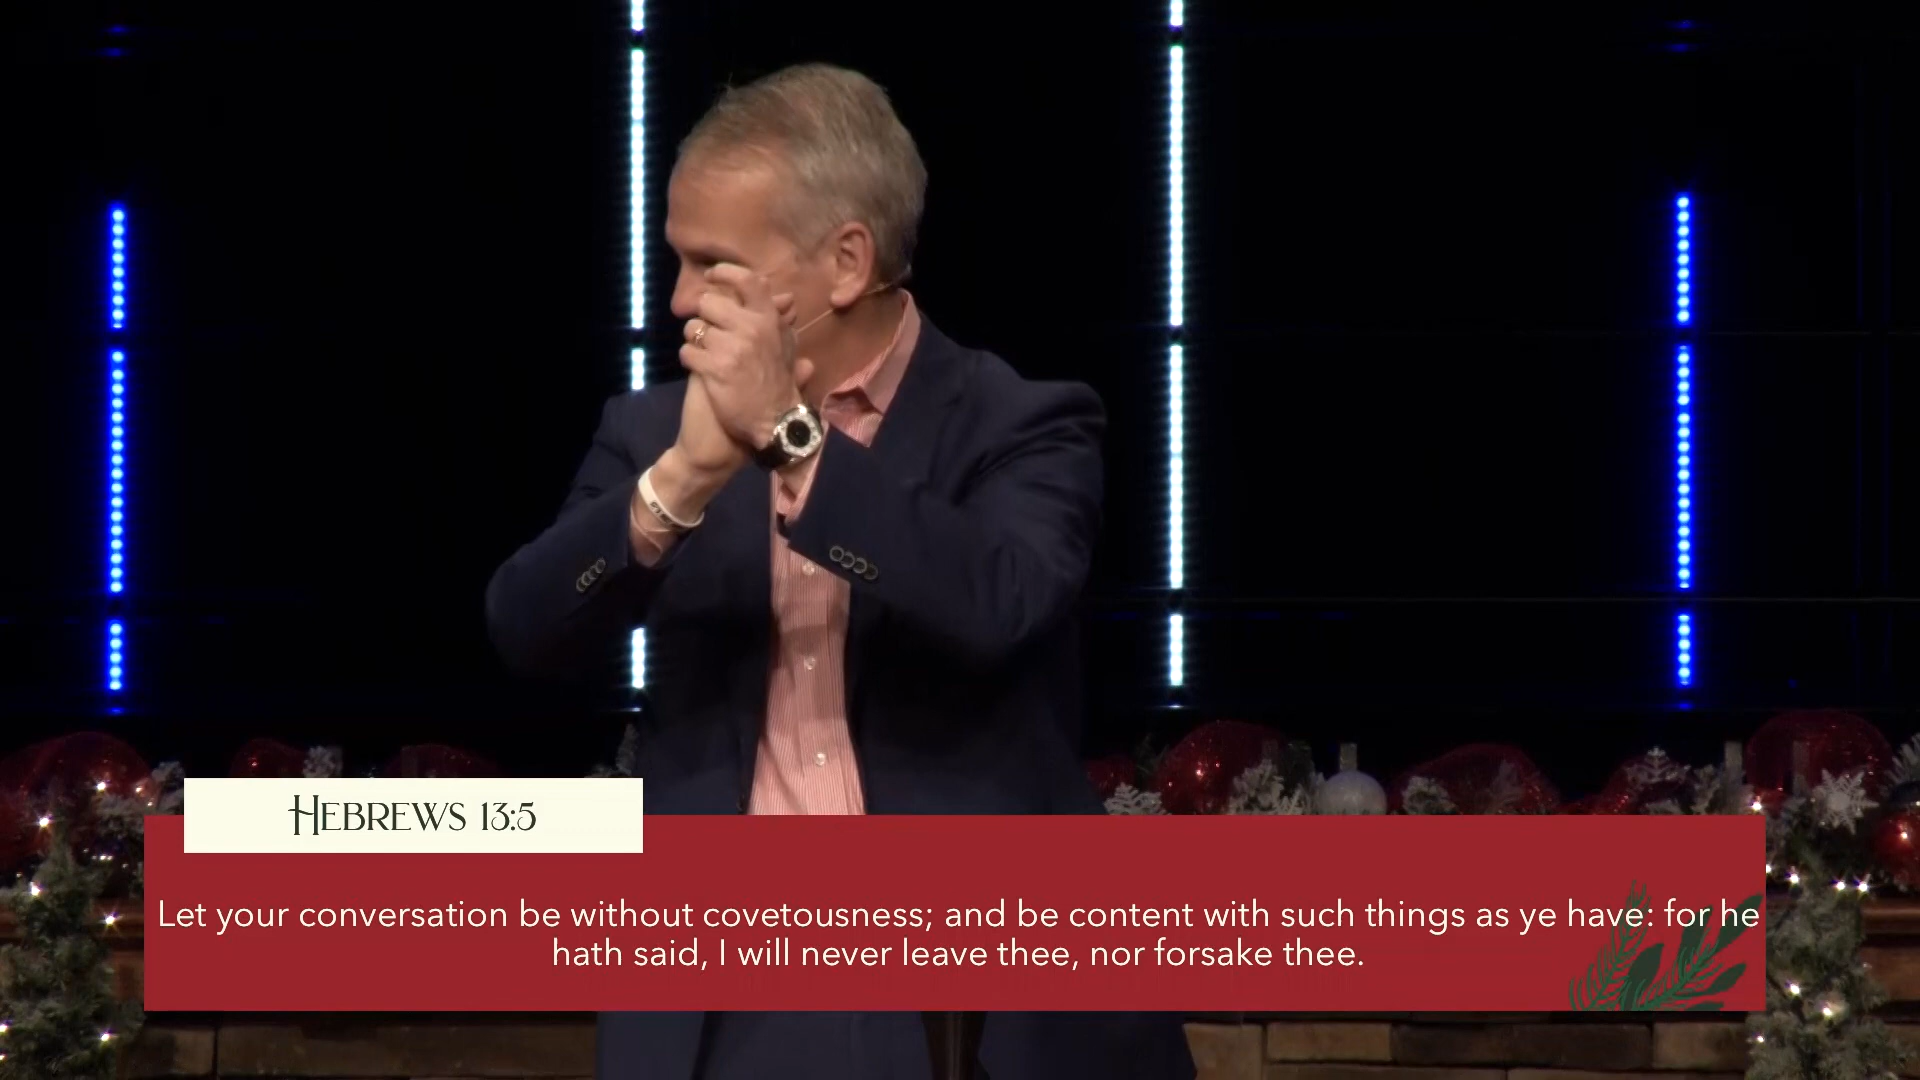 HEBREWS 13:5
Let your conversation be without covetousness; and be content with such things as ye have: for he
hath said, I will never leave thee, nor forsake thee.